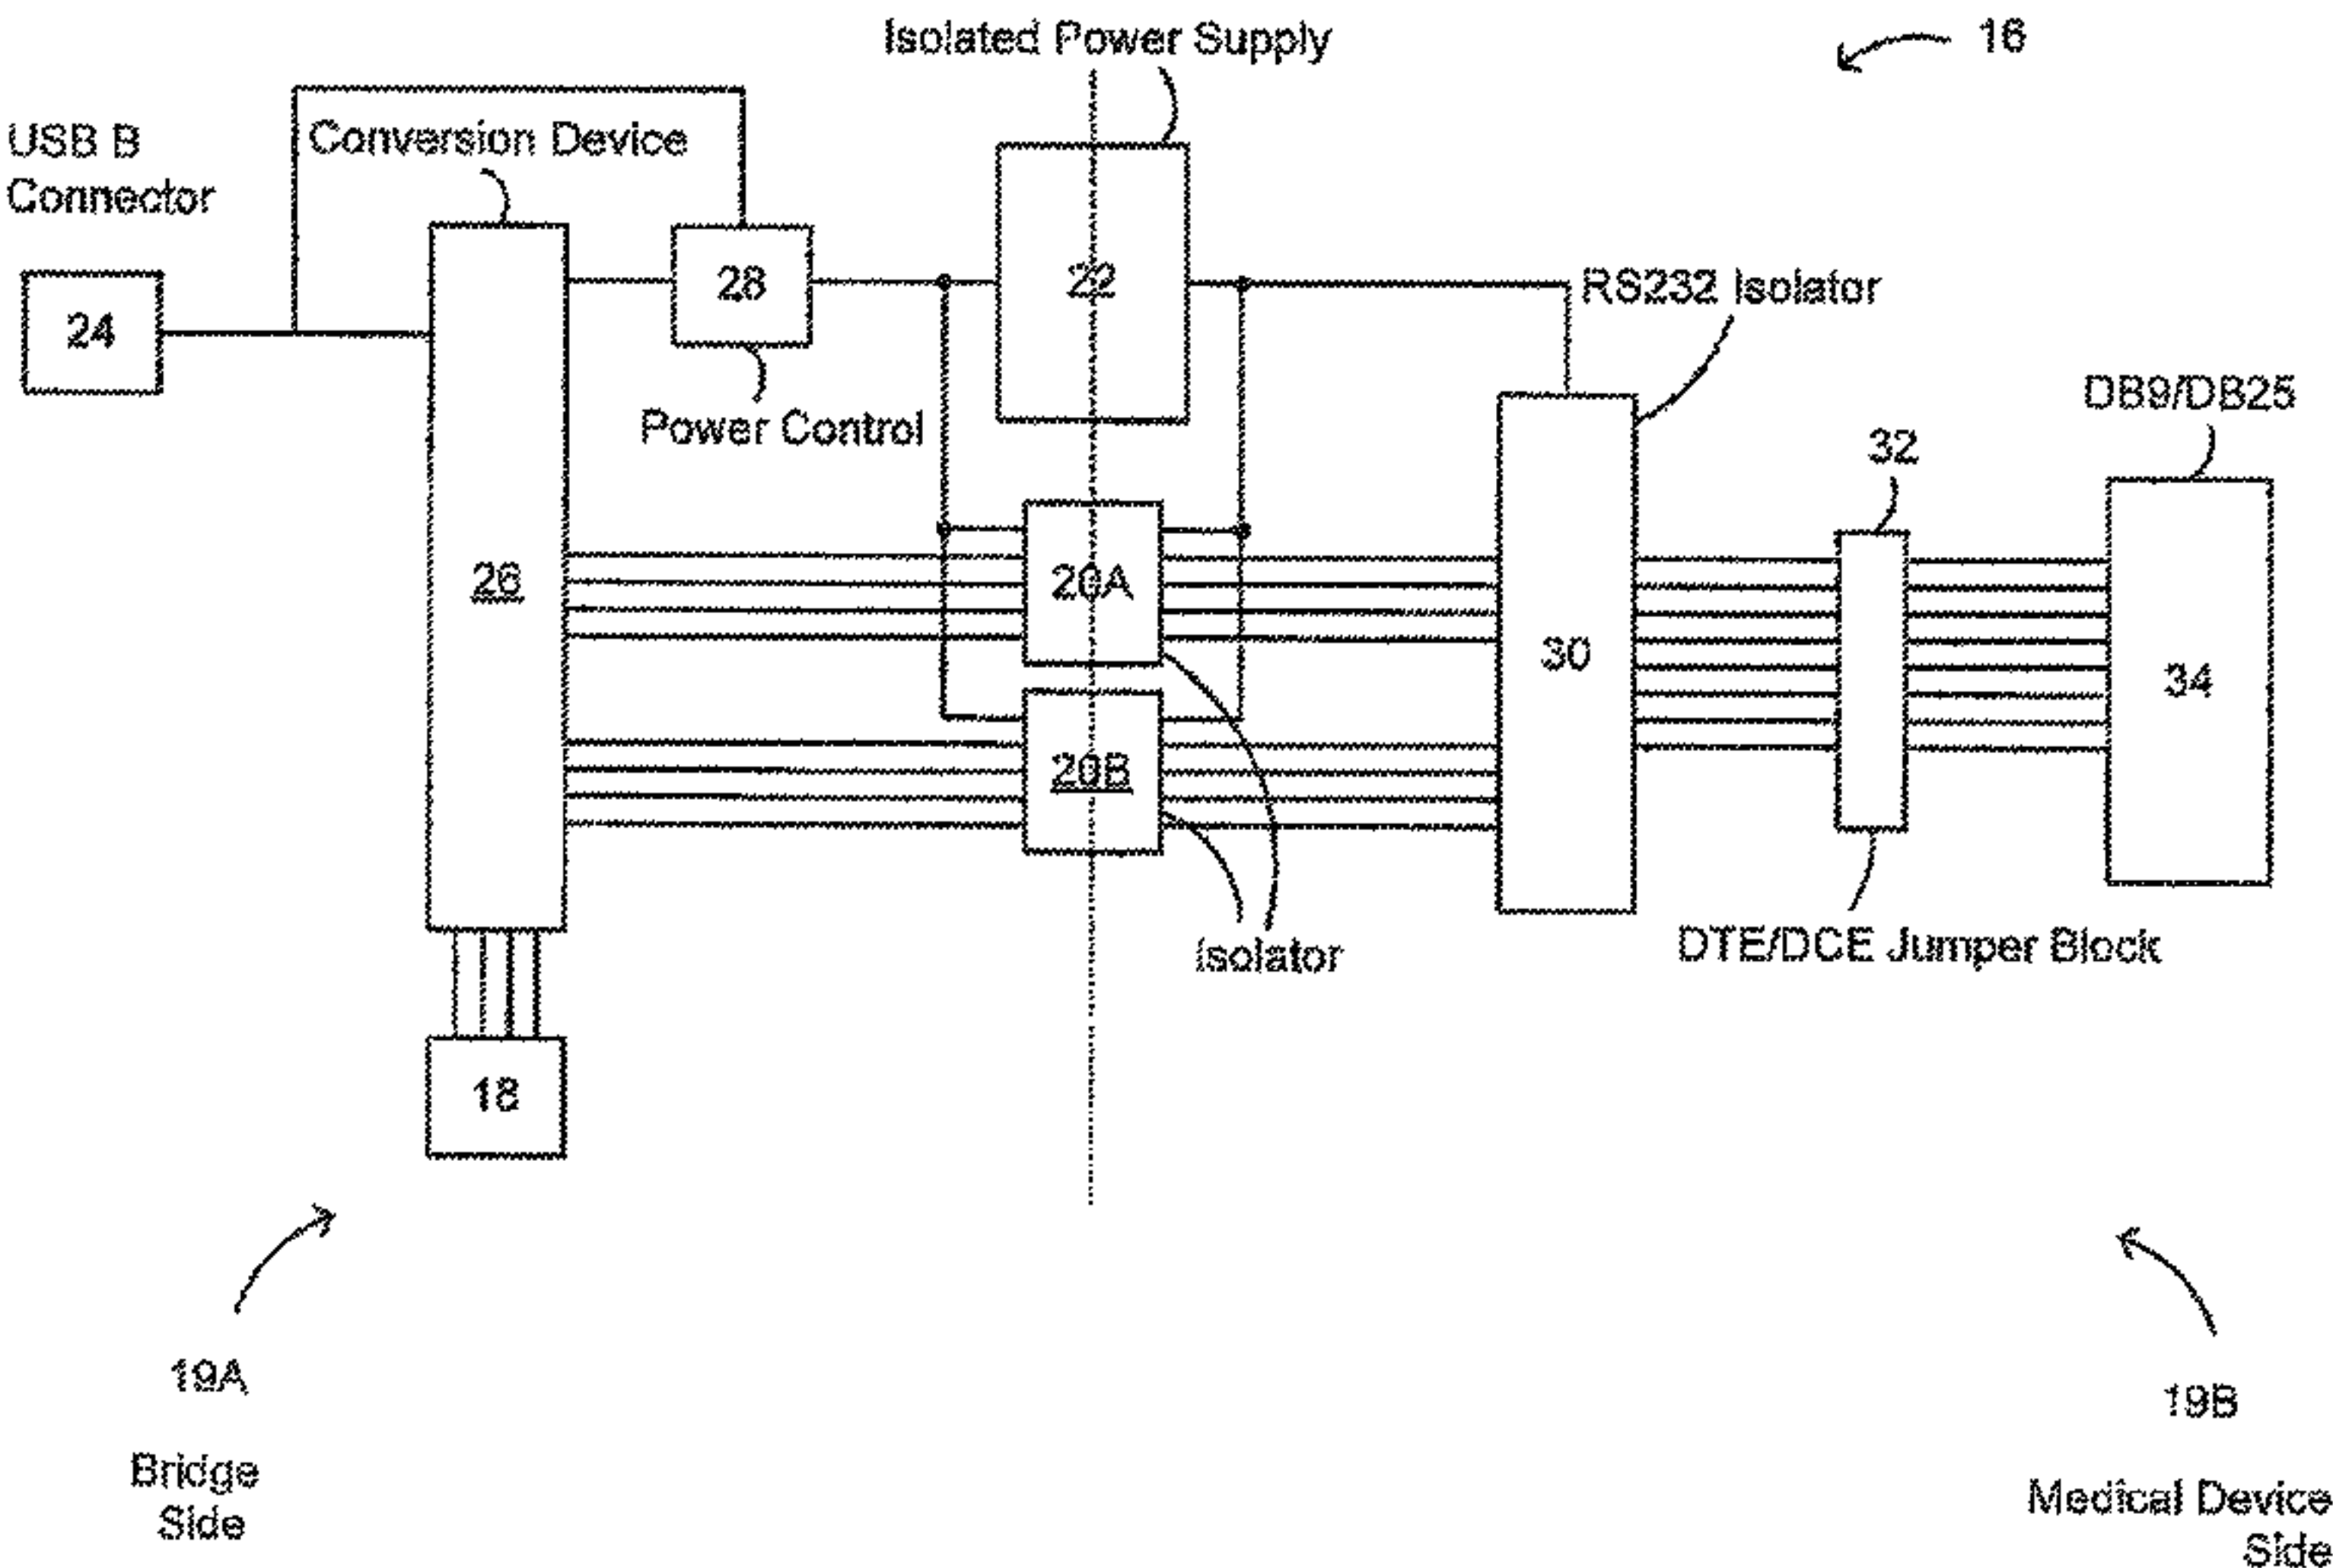 Isolated Power Supply
16
USB B
Connector
Conversion Device
24
28
22
RS232 Isolator
Power Control
DB9/DB25
32
26
20A
30
34
20B
Isolator
DTE/DCE Jumper Block
18
19A
Bridge
Side
19B
Medical Device
Side